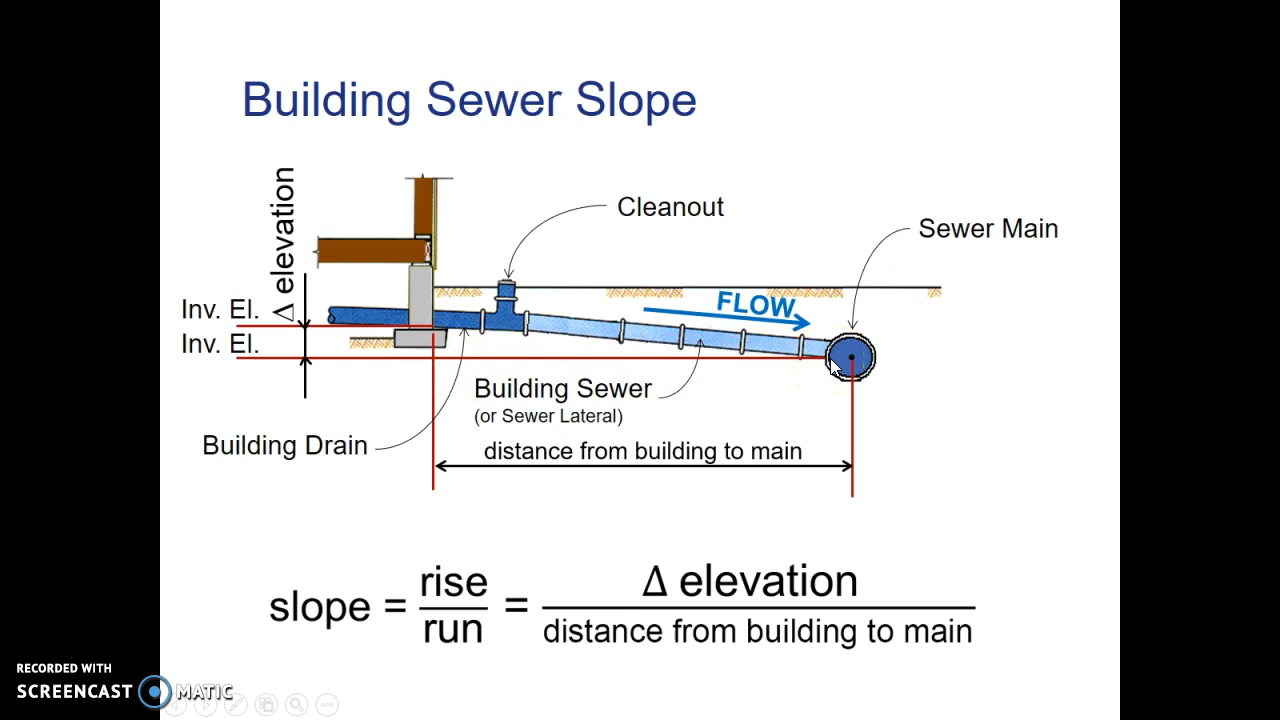 Building Sewer Slope
Δ elevation
Cleanout
Sewer Main
FLOW
Inv. El.
Inv. El.
Building Sewer
(or Sewer Lateral)
Building Drain
distance from building to main
slope = rise / run = Δ elevation / distance from building to main
RECORDED WITH
SCREENCAST MATIC